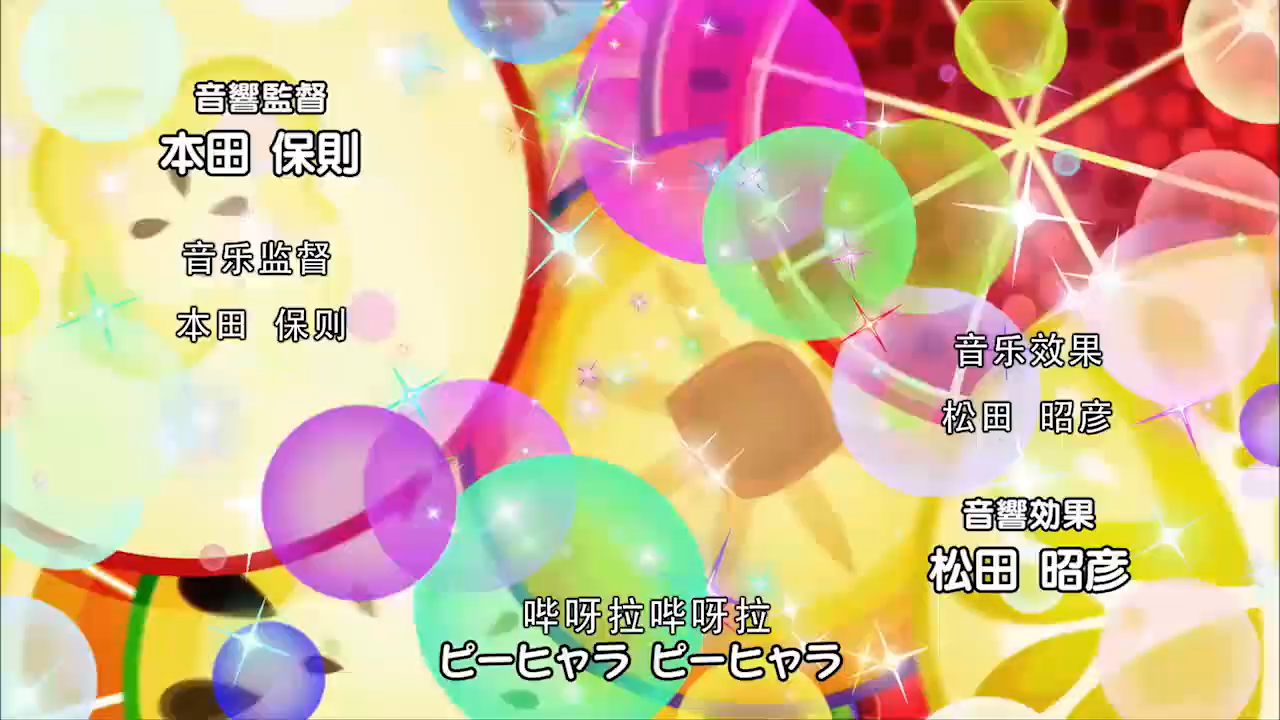 音響監督
本田 保則
音乐监督
本田 保则
音乐效果
松田 昭彦
音響効果
松田 昭彦
哔呀拉哔呀拉
ピーヒャラ ピーヒャラ